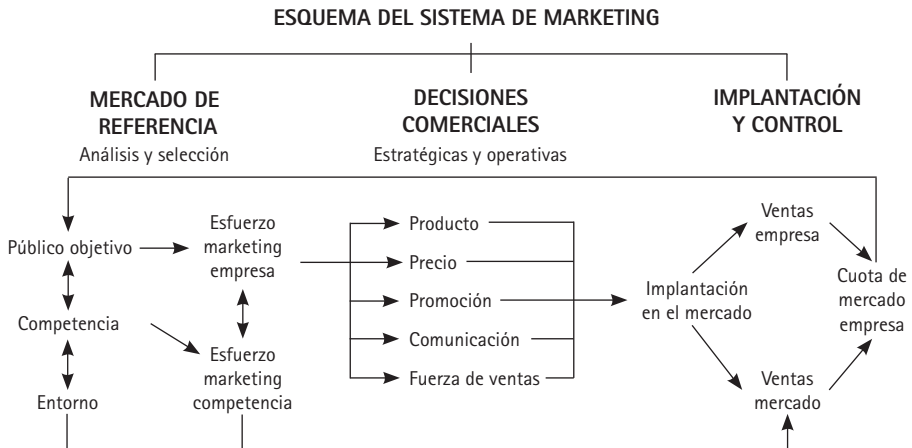 ESQUEMA DEL SISTEMA DE MARKETING
MERCADO DE
REFERENCIA
Análisis y selección
DECISIONES
COMERCIALES
Estratégicas y operativas
IMPLANTACIÓN
Y CONTROL
Público objetivo
Competencia
Entorno
Esfuerzo
marketing
empresa
Esfuerzo
marketing
competencia
Producto
Precio
Promoción
Comunicación
Fuerza de ventas
Implantación
en el mercado
Ventas
empresa
Ventas
mercado
Cuota de
mercado
empresa